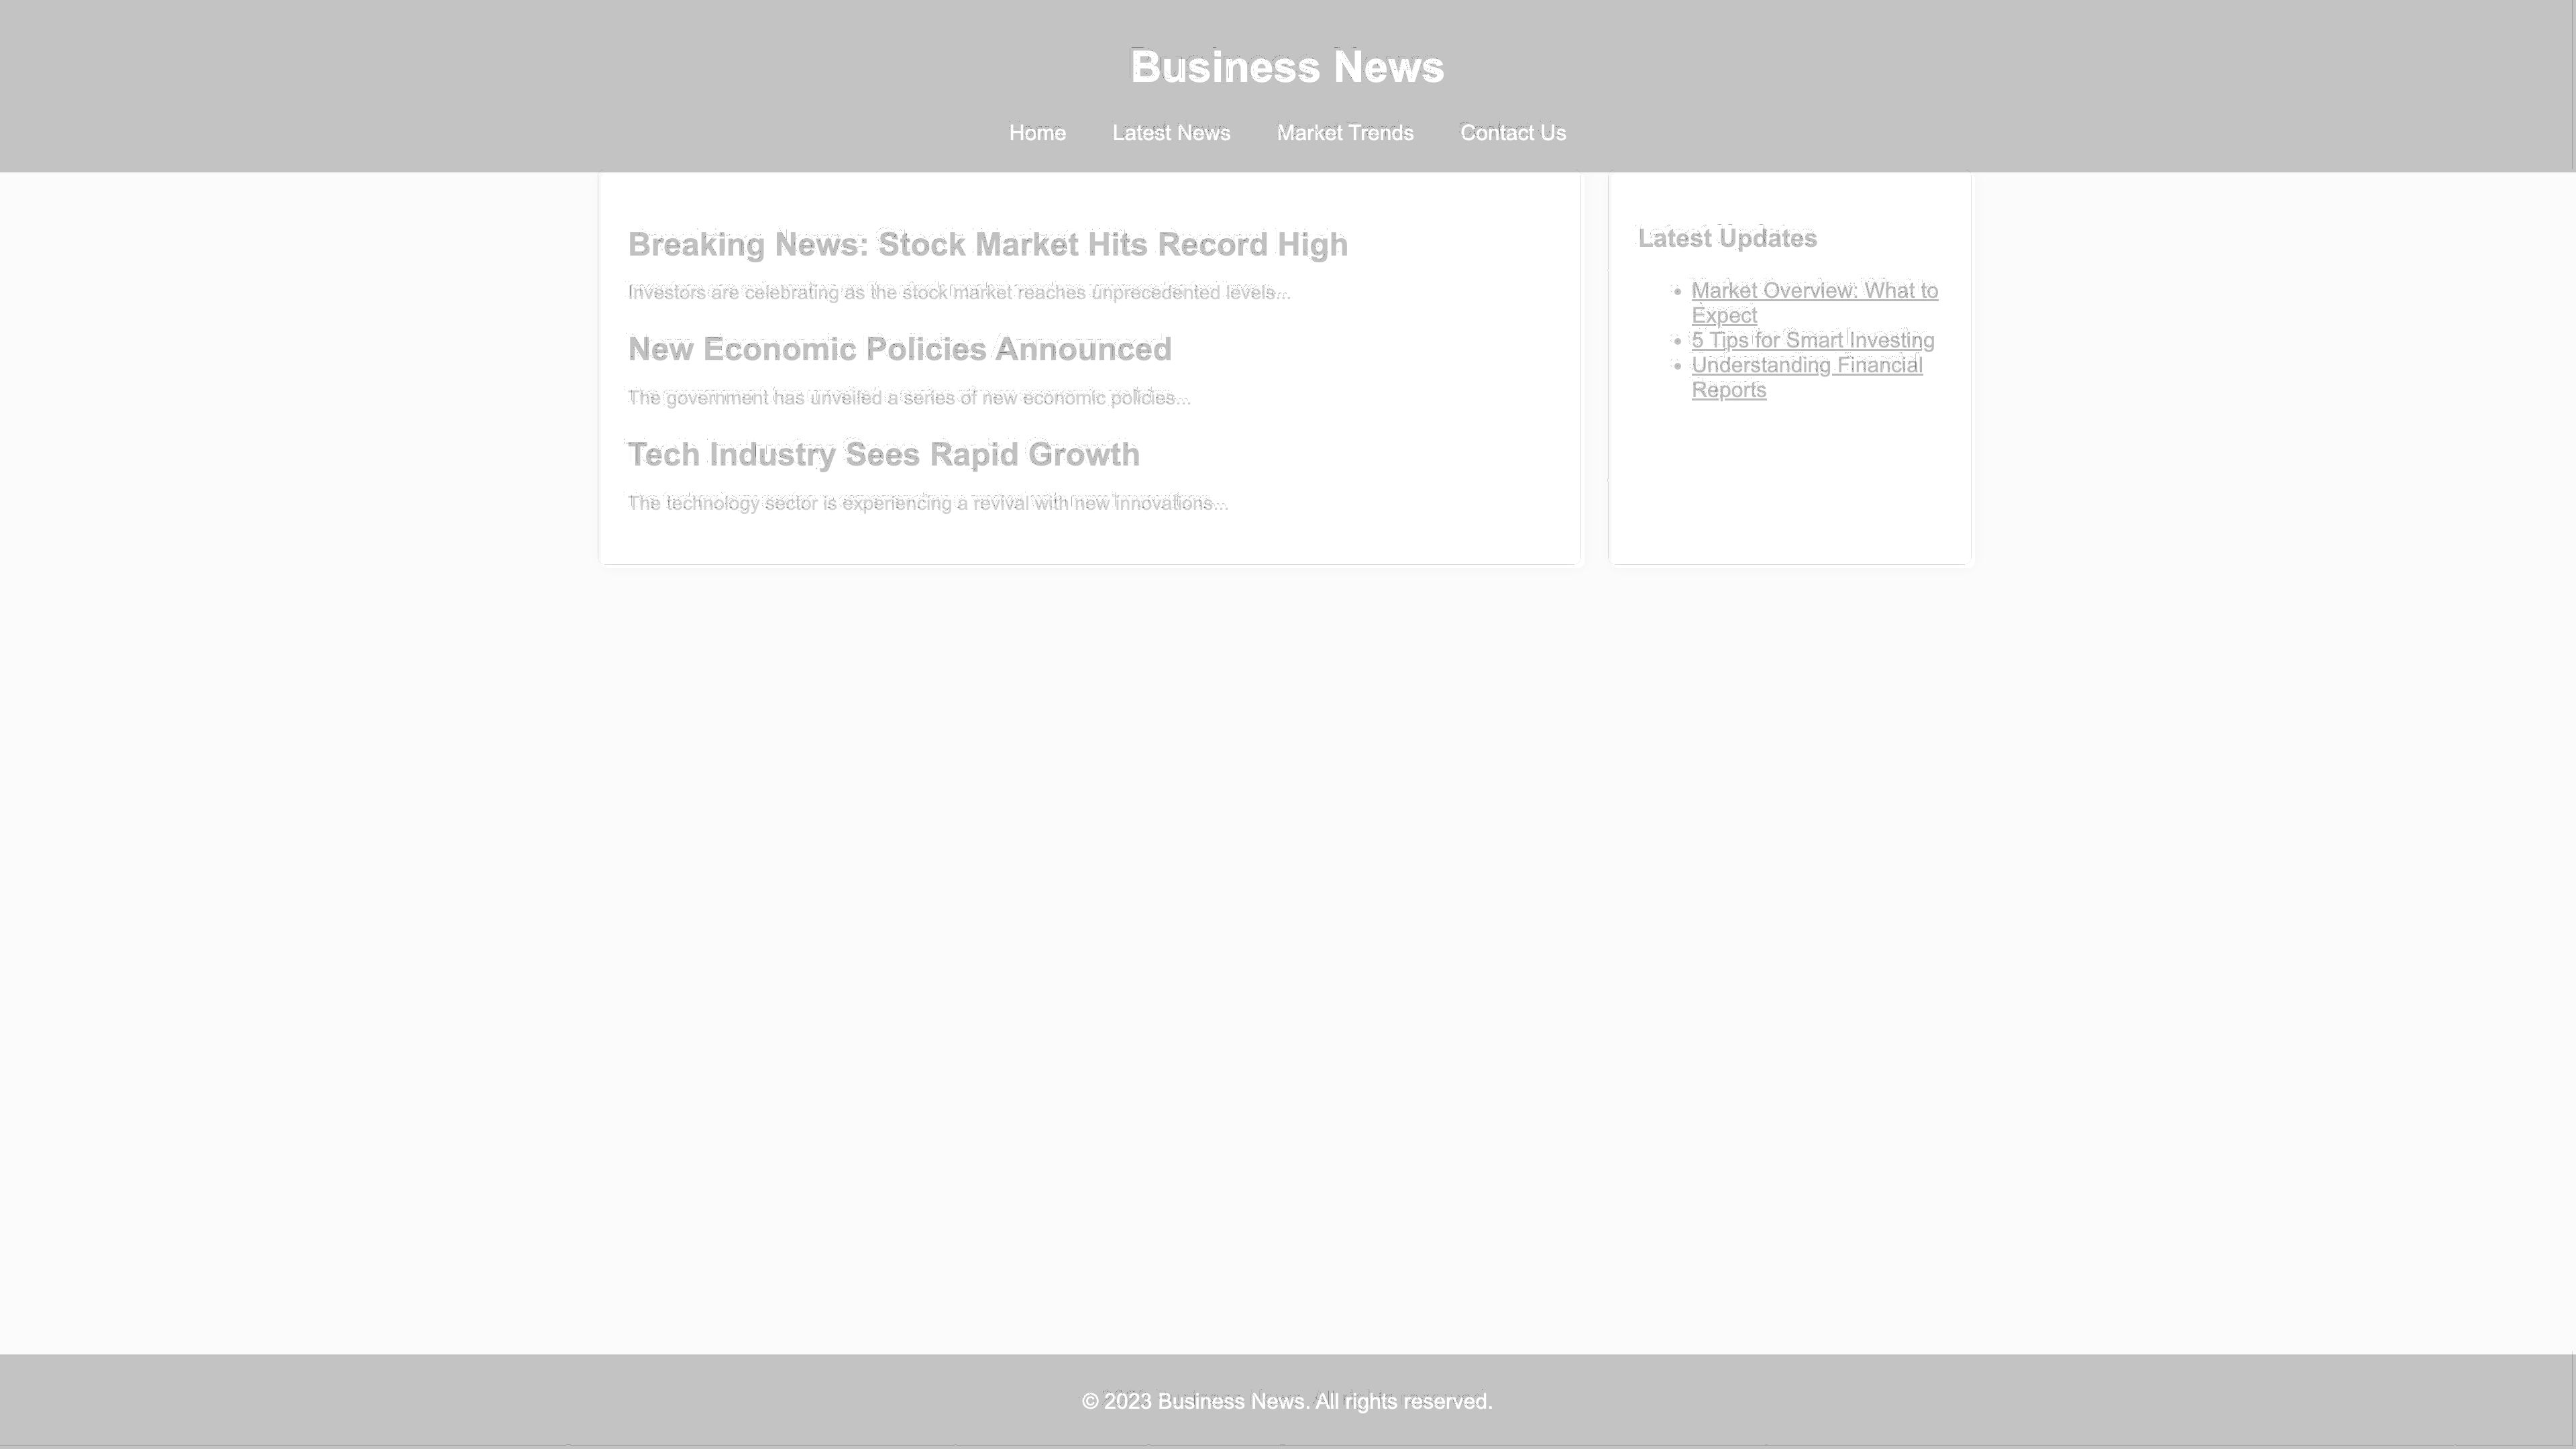 Business News
Home Latest News Market Trends Contact Us
Breaking News: Stock Market Hits Record High
Investors are celebrating as the stock market reaches unprecedented levels...
New Economic Policies Announced
The government has unveiled a series of new economic policies...
Tech Industry Sees Rapid Growth
The technology sector is experiencing a revival with new innovations...
Latest Updates
Market Overview: What to
Expect
5 Tips for Smart Investing
Understanding Financial
Reports
© 2023 Business News. All rights reserved.